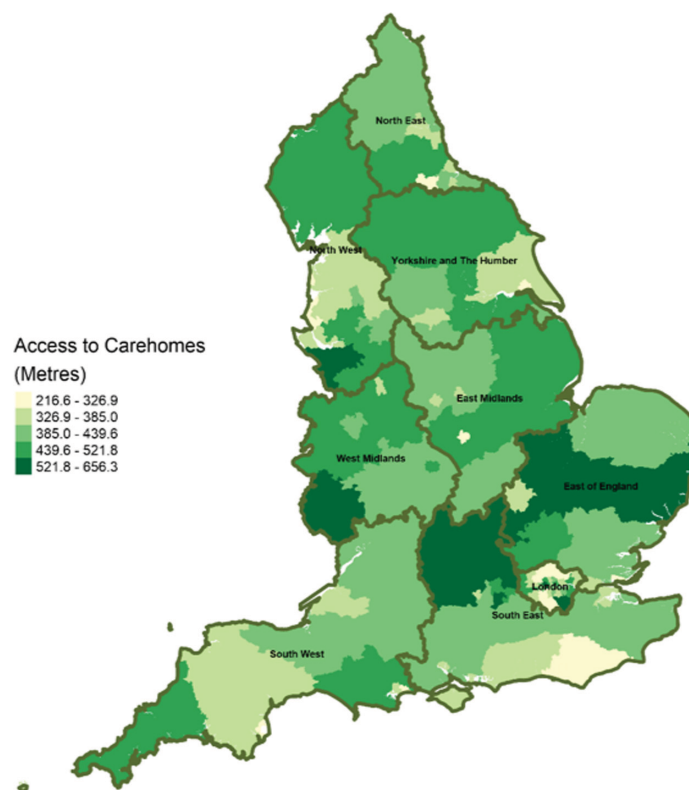 North East
North West
Yorkshire and The Humber
Access to Carehomes
(Metres)
216.6 - 326.9
326.9 - 385.0
385.0 - 439.6
439.6 - 521.8
521.8 - 656.3
East Midlands
West Midlands
East of England
London
South East
South West